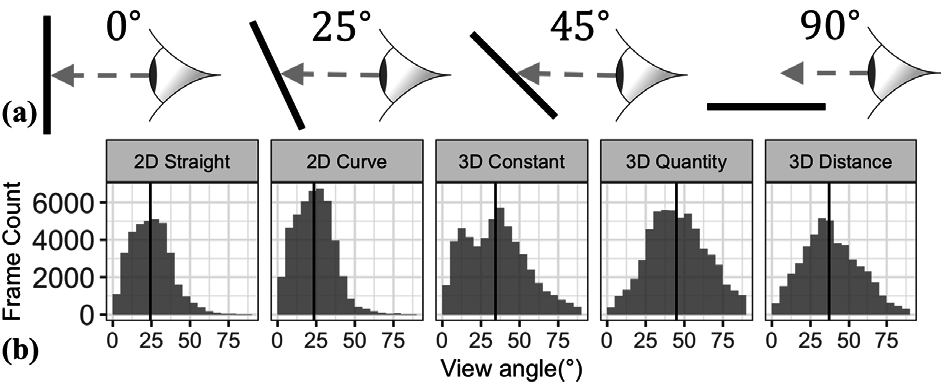 0° 25° 45° 90°
(a)
2D Straight 2D Curve 3D Constant 3D Quantity 3D Distance
Frame Count
6000
4000
2000
0
0 25 50 75 0 25 50 75 0 25 50 75 0 25 50 75 0 25 50 75
(b)
View angle(°)